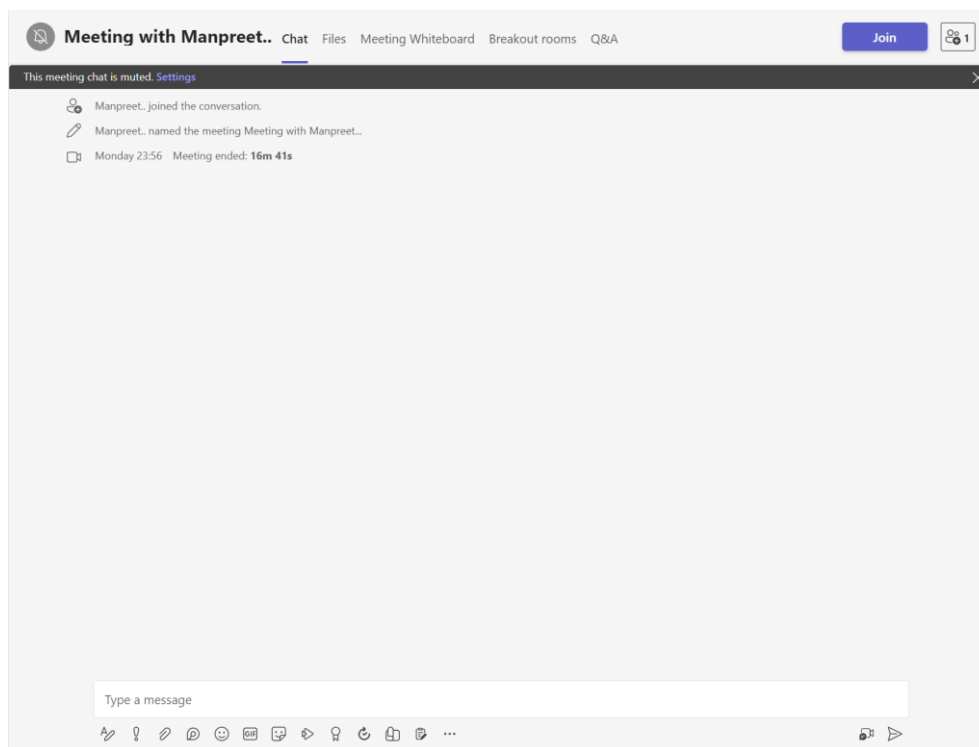 Meeting with Manpreet.. Chat Files Meeting Whiteboard Breakout rooms Q&A Join 1
This meeting chat is muted. Settings
Manpreet.. joined the conversation.
Manpreet.. named the meeting Meeting with Manpreet...
Monday 23:56 Meeting ended: 16m 41s
Type a message
GIF